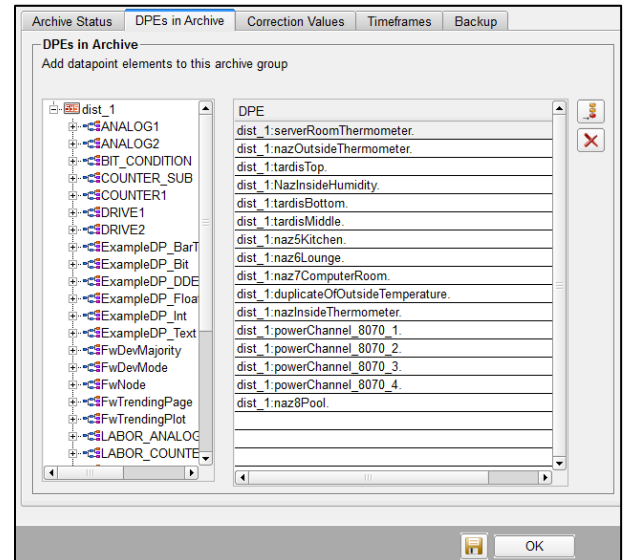 Archive Status DPEs in Archive Correction Values Timeframes Backup
DPEs in Archive
Add datapoint elements to this archive group
dist_1
ANALOG1
ANALOG2
BIT_CONDITION
COUNTER_SUB
COUNTER1
DRIVE1
DRIVE2
ExampleDP_BarT
ExampleDP_Bit
ExampleDP_DDE
ExampleDP_Float
ExampleDP_Int
ExampleDP_Text
FwDevMajority
FwDevMode
FwNode
FwTrendingPage
FwTrendingPlot
LABOR_ANALOG
LABOR_COUNTE
DPE
dist_1:serverRoomThermometer.
dist_1:nazOutsideThermometer.
dist_1:tardisTop.
dist_1:NazInsideHumidity.
dist_1:tardisBottom.
dist_1:tardisMiddle.
dist_1:naz5Kitchen.
dist_1:naz6Lounge.
dist_1:naz7ComputerRoom.
dist_1:duplicateOfOutsideTemperature.
dist_1:nazInsideThermometer.
dist_1:powerChannel_8070_1.
dist_1:powerChannel_8070_2.
dist_1:powerChannel_8070_3.
dist_1:powerChannel_8070_4.
dist_1:naz8Pool.
OK